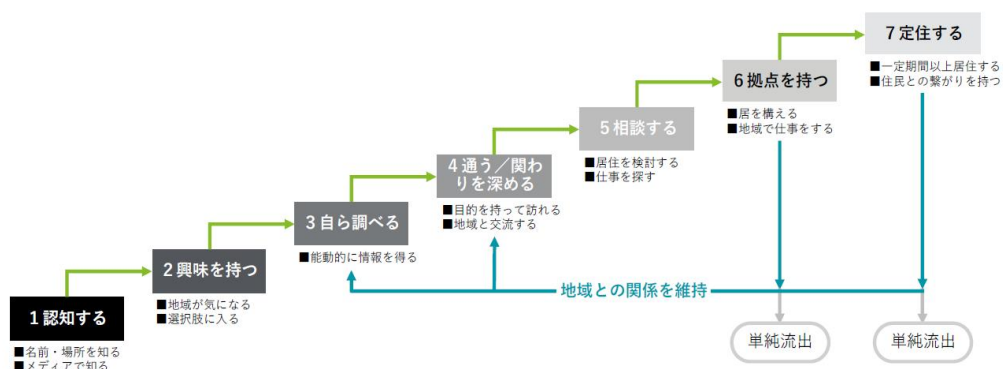 1認知する
■名前・場所を知る
■メディアで知る
2興味を持つ
■地域が気になる
■選択肢に入る
3自ら調べる
■能動的に情報を得る
4通う／関わ
りを深める
■目的を持って訪れる
■地域と交流する
5相談する
■居住を検討する
■仕事を探す
6拠点を持つ
■居を構える
■地域で仕事をする
7定住する
■一定期間以上居住する
■住民との繋がりを持つ
地域との関係を維持
単純流出
単純流出